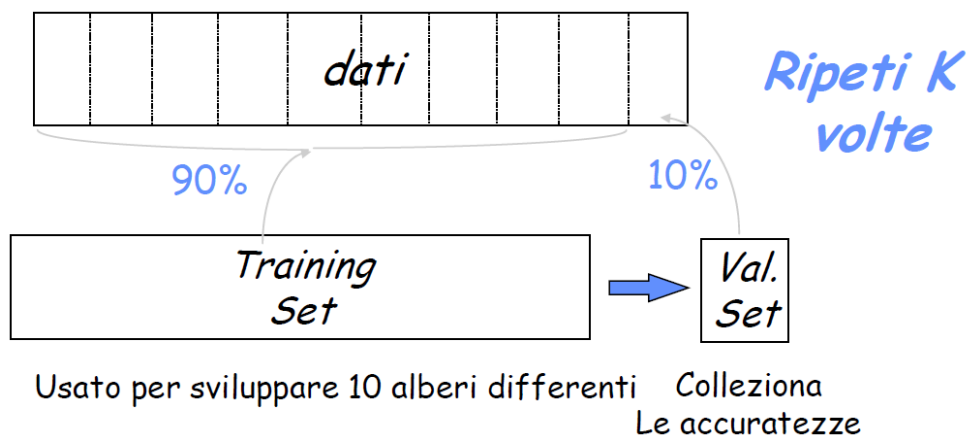 dati
Ripeti K
volte
90%
10%
Training
Set
Val.
Set
Usato per sviluppare 10 alberi differenti
Colleziona
Le accuratezze